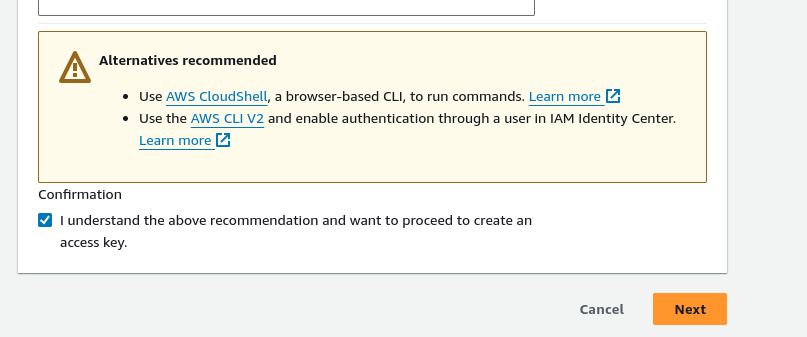 Alternatives recommended
Use AWS CloudShell, a browser-based CLI, to run commands. Learn more
Use the AWS CLI V2 and enable authentication through a user in IAM Identity Center.
Learn more
Confirmation
I understand the above recommendation and want to proceed to create an
access key.
Cancel Next